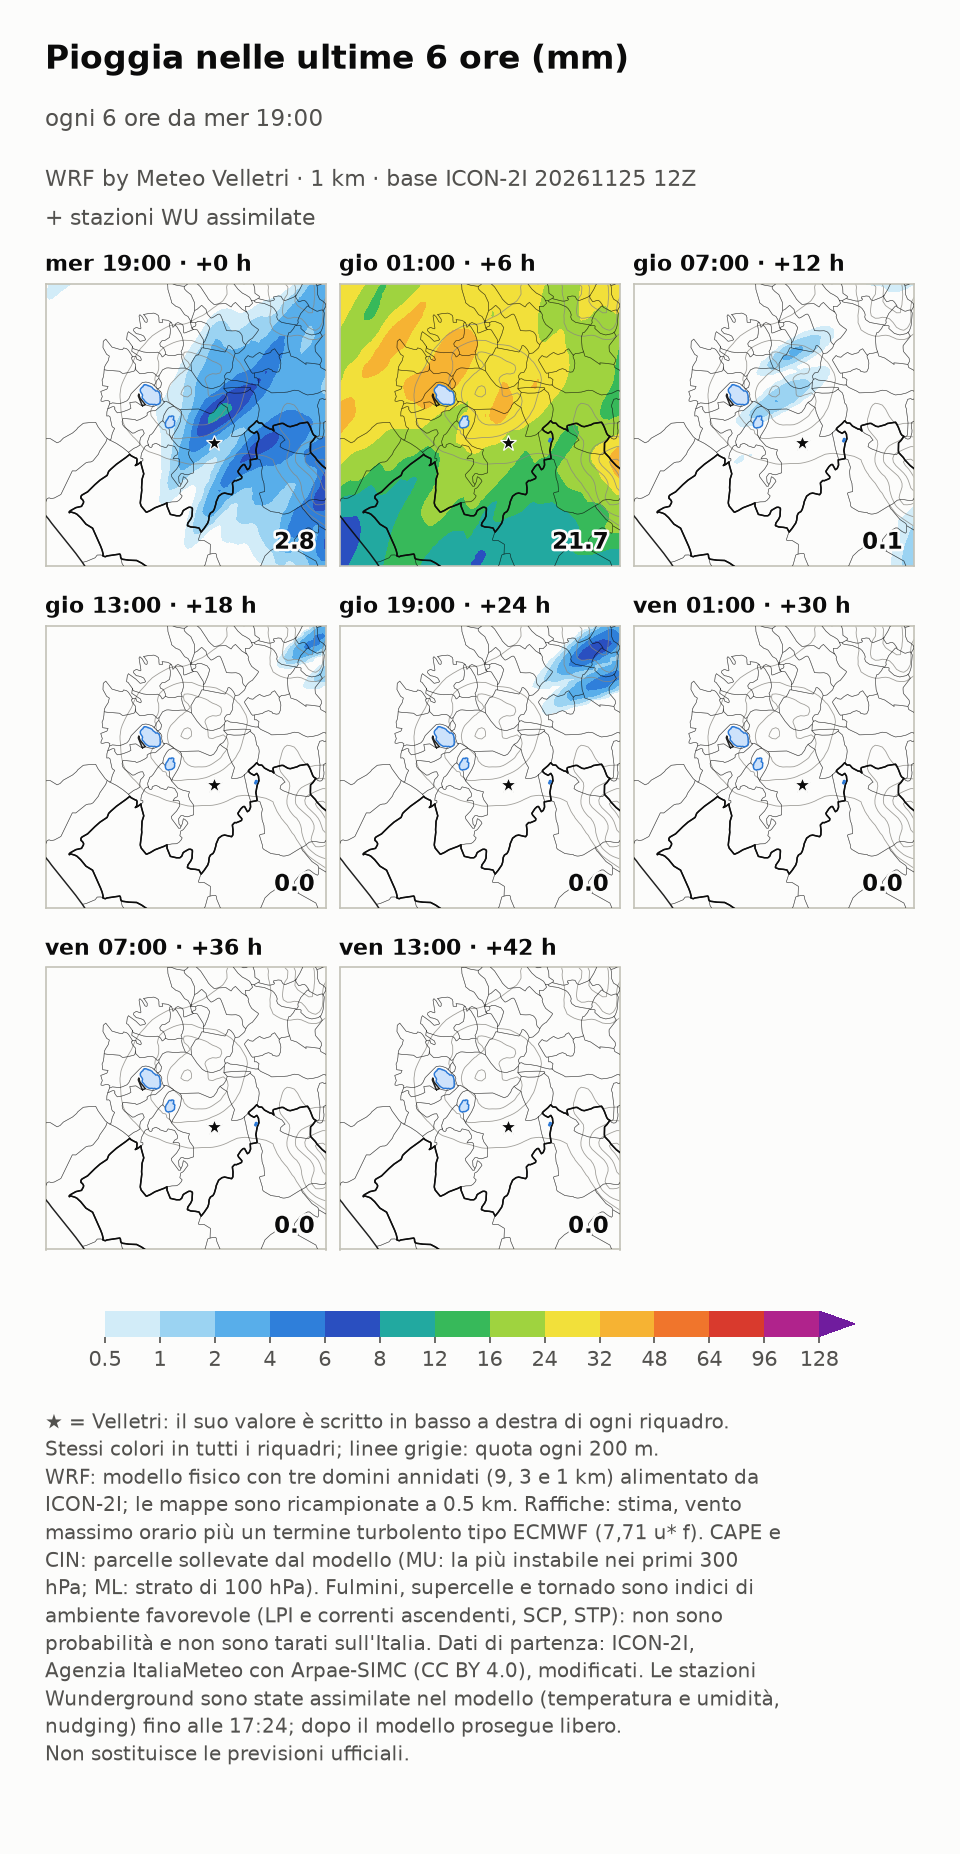 Pioggia nelle ultime 6 ore (mm)
ogni 6 ore da mer 19:00
WRF by Meteo Velletri · 1 km · base ICON-2I 20261125 12Z
+ stazioni WU assimilate
mer 19:00 · +0 h
gio 01:00 · +6 h
gio 07:00 · +12 h
2.8
21.7
0.1
gio 13:00 · +18 h
gio 19:00 · +24 h
ven 01:00 · +30 h
0.0
0.0
0.0
ven 07:00 · +36 h
ven 13:00 · +42 h
0.0
0.0
0.5 1 2 4 6 8 12 16 24 32 48 64 96 128
★ = Velletri: il suo valore è scritto in basso a destra di ogni riquadro.
Stessi colori in tutti i riquadri; linee grigie: quota ogni 200 m.
WRF: modello fisico con tre domini annidati (9, 3 e 1 km) alimentato da
ICON-2I; le mappe sono ricampionate a 0.5 km. Raffiche: stima, vento
massimo orario più un termine turbolento tipo ECMWF (7,71 u* f). CAPE e
CIN: parcelle sollevate dal modello (MU: la più instabile nei primi 300
hPa; ML: strato di 100 hPa). Fulmini, supercelle e tornado sono indici di
ambiente favorevole (LPI e correnti ascendenti, SCP, STP): non sono
probabilità e non sono tarati sull'Italia. Dati di partenza: ICON-2I,
Agenzia ItaliaMeteo con Arpae-SIMC (CC BY 4.0), modificati. Le stazioni
Wunderground sono state assimilate nel modello (temperatura e umidità,
nudging) fino alle 17:24; dopo il modello prosegue libero.
Non sostituisce le previsioni ufficiali.